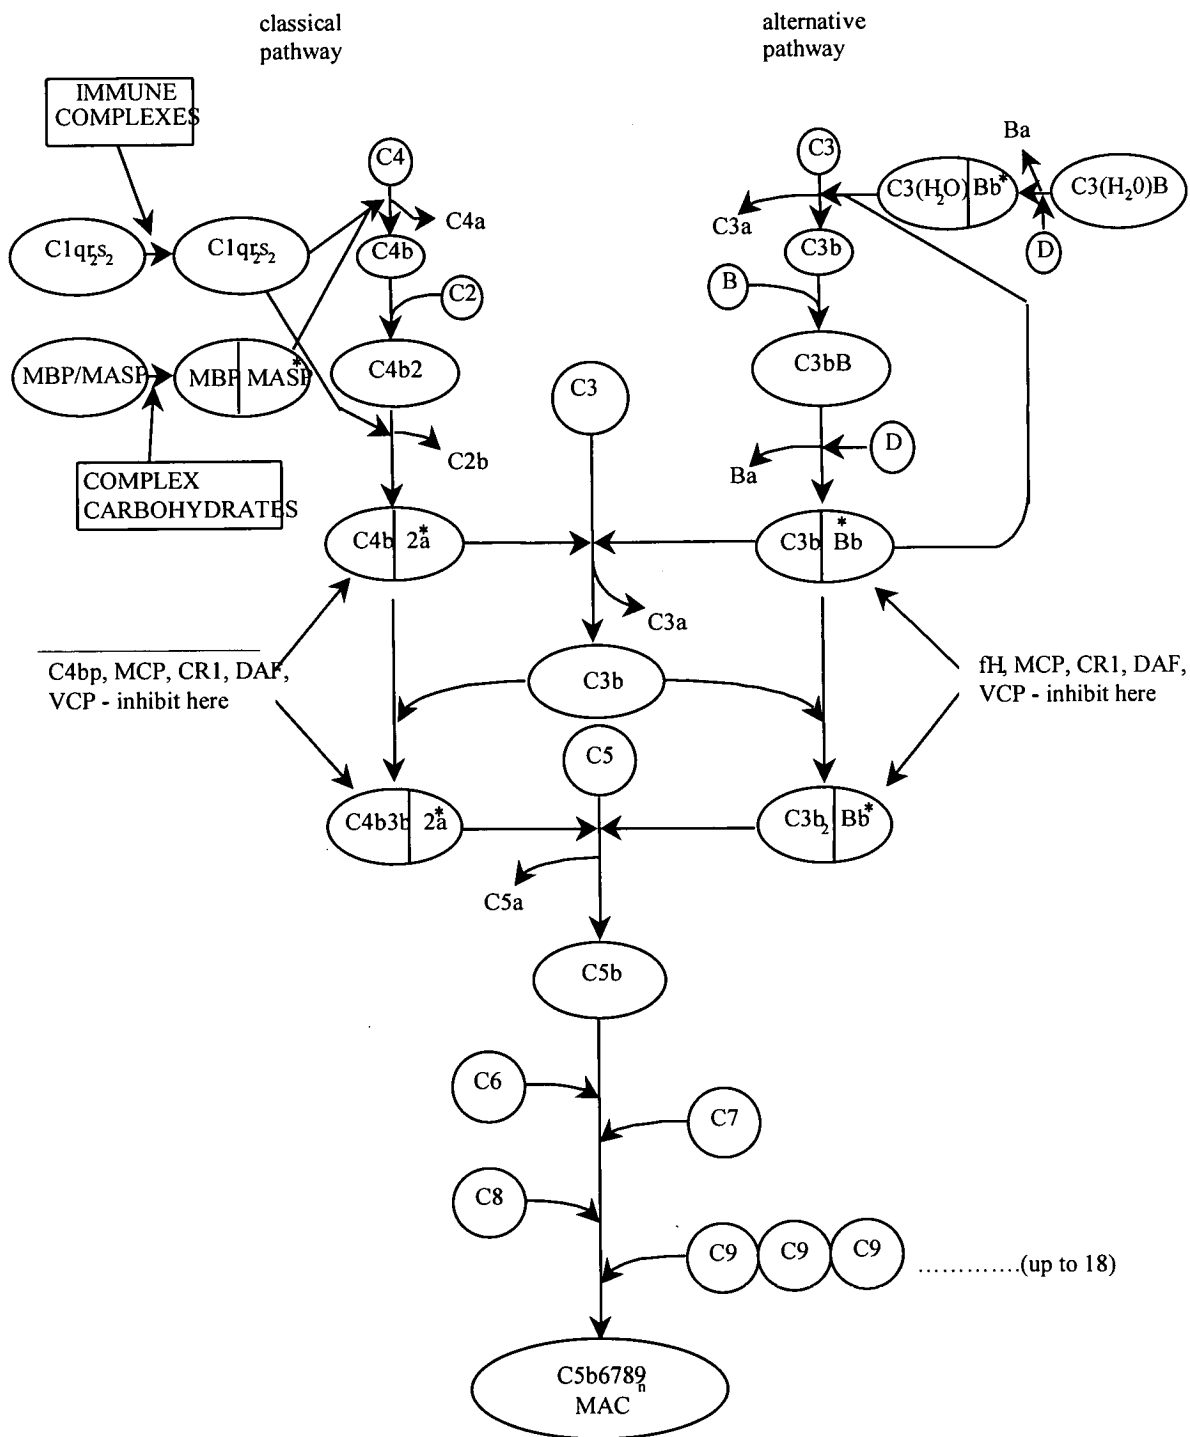 classical
pathway
alternative
pathway
IMMUNE
COMPLEXES
C4
C4a
C1qr2s2
C1qr2s2
C4b
C2
MBP/MASP
MBP MASP*
C4b2
COMPLEX
CARBOHYDRATES
C2b
C4b 2a*
C3
Ba
C3(H2O) Bb*
C3(H20)B
C3a
C3b
D
B
C3bB
C3
Ba
D
C3b Bb*
C3a
C4bp, MCP, CR1, DAF,
VCP - inhibit here
C3b
fH, MCP, CR1, DAF,
VCP - inhibit here
C5
C4b3b 2a*
C3b2 Bb*
C5a
C5b
C6
C7
C8
C9 C9 C9 .............(up to 18)
C5b6789n
MAC